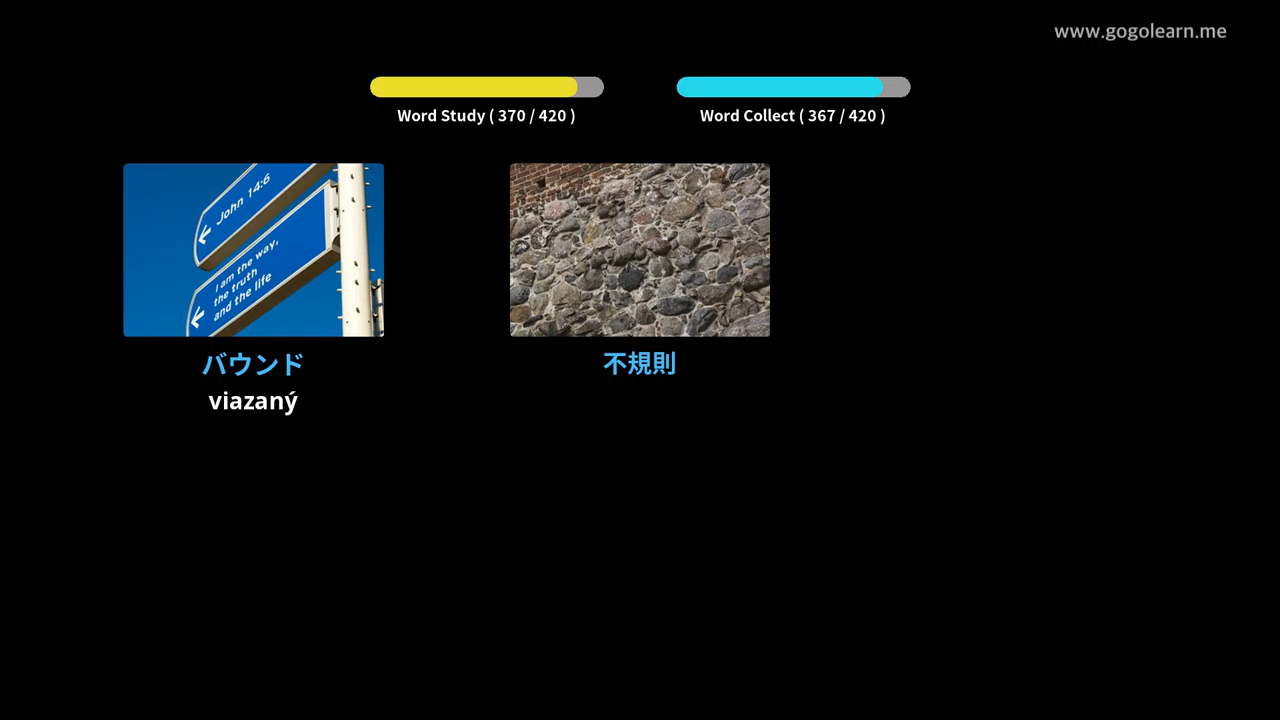 www.gogolearn.me
Word Study ( 370 / 420 )
Word Collect ( 367 / 420 )
John 14:6
I am the way,
the truth
and the life
バウンド
viazaný
不規則